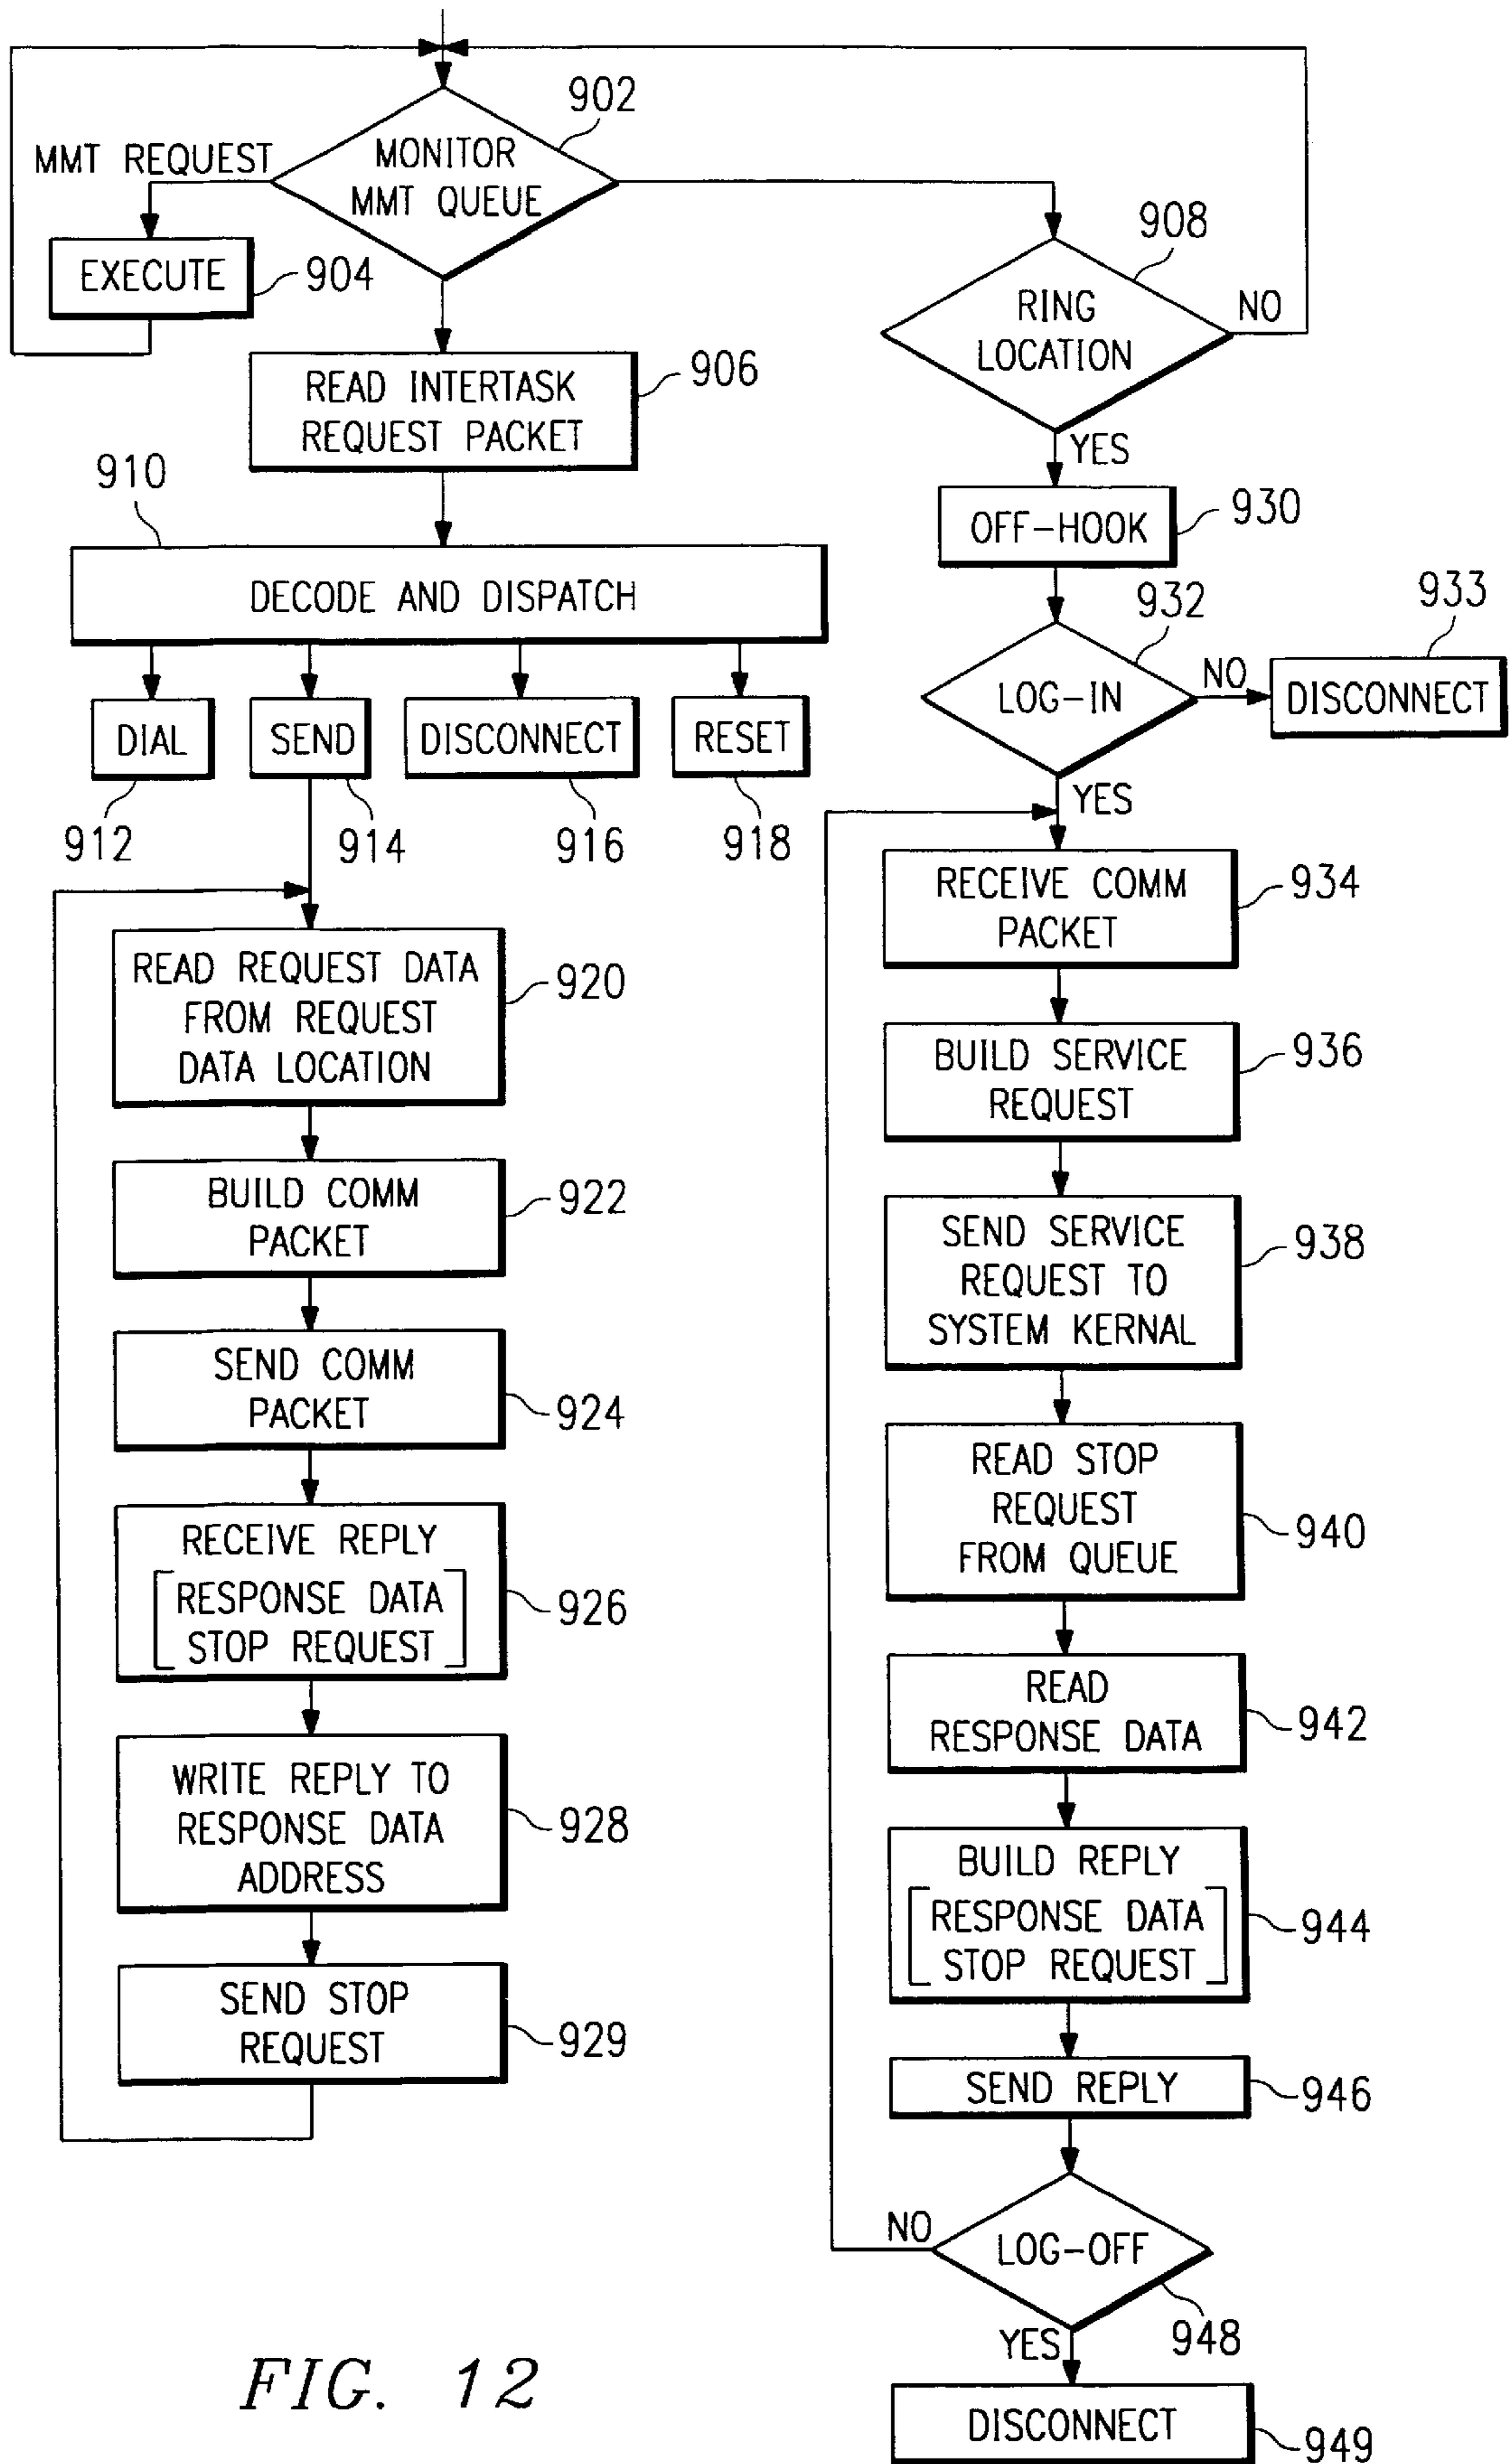 902
MMT REQUEST
MONITOR
MMT QUEUE
908
EXECUTE
904
RING
LOCATION
NO
READ INTERTASK
REQUEST PACKET
906
YES
910
OFF-HOOK
930
DECODE AND DISPATCH
932
933
LOG-IN
NO
DISCONNECT
DIAL
SEND
DISCONNECT
RESET
912
914
916
918
YES
RECEIVE COMM
PACKET
934
READ REQUEST DATA
FROM REQUEST
DATA LOCATION
920
BUILD SERVICE
REQUEST
936
BUILD COMM
PACKET
922
SEND SERVICE
REQUEST TO
SYSTEM KERNAL
938
SEND COMM
PACKET
924
READ STOP
REQUEST
FROM QUEUE
940
RECEIVE REPLY
RESPONSE DATA
STOP REQUEST
926
READ
RESPONSE DATA
942
WRITE REPLY TO
RESPONSE DATA
ADDRESS
928
BUILD REPLY
RESPONSE DATA
STOP REQUEST
944
SEND STOP
REQUEST
929
SEND REPLY
946
NO
LOG-OFF
948
YES
DISCONNECT
949
FIG. 12